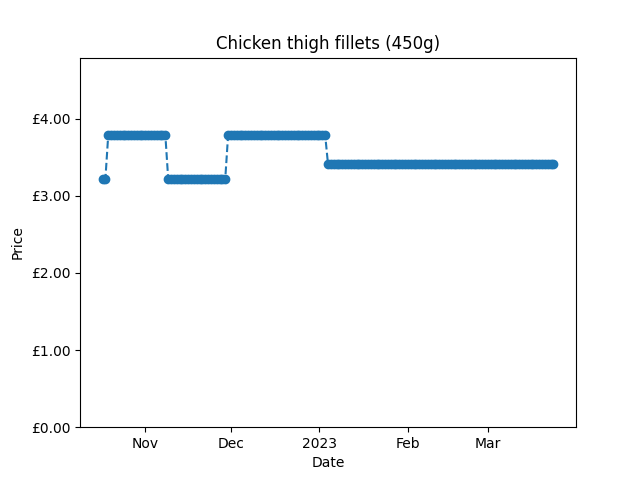 Chicken thigh fillets (450g)
£4.00
£3.00
£2.00
£1.00
£0.00
Price
Nov Dec 2023 Feb Mar
Date